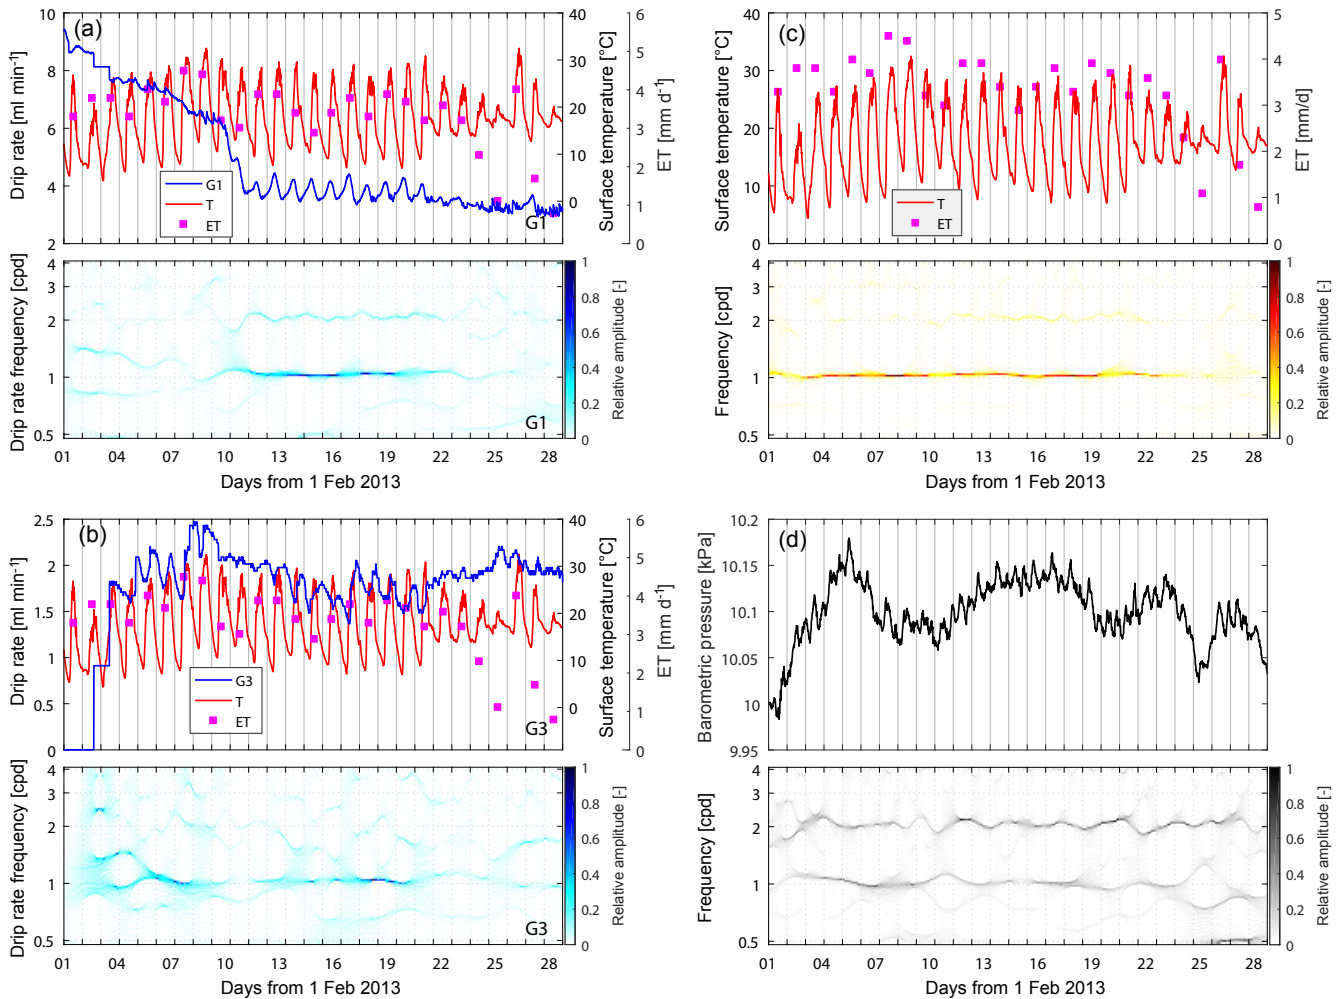 (a)
Drip rate [ml min⁻¹]
10
8
6
4
2
G1
T
ET
G1
40
30
20
10
0
Surface temperature [°C]
6
5
4
3
2
1
0
ET [mm d⁻¹]
Drip rate frequency [cpd]
4
3
2
1
0.5
G1
1
0.8
0.6
0.4
0.2
0
Relative amplitude [-]
01 04 07 10 13 16 19 22 25 28
Days from 1 Feb 2013
(c)
Surface temperature [°C]
40
30
20
10
0
T
ET
5
4
3
2
1
0
ET [mm/d]
Frequency [cpd]
4
3
2
1
0.5
1
0.8
0.6
0.4
0.2
0
Relative amplitude [-]
01 04 07 10 13 16 19 22 25 28
Days from 1 Feb 2013
(b)
Drip rate [ml min⁻¹]
2.5
2
1.5
1
0.5
0
G3
T
ET
G3
40
30
20
10
0
Surface temperature [°C]
6
5
4
3
2
1
0
ET [mm d⁻¹]
Drip rate frequency [cpd]
4
3
2
1
0.5
G3
1
0.8
0.6
0.4
0.2
0
Relative amplitude [-]
01 04 07 10 13 16 19 22 25 28
Days from 1 Feb 2013
(d)
Barometric pressure [kPa]
10.2
10.15
10.1
10.05
10
9.95
Frequency [cpd]
4
3
2
1
0.5
1
0.8
0.6
0.4
0.2
0
Relative amplitude [-]
01 04 07 10 13 16 19 22 25 28
Days from 1 Feb 2013